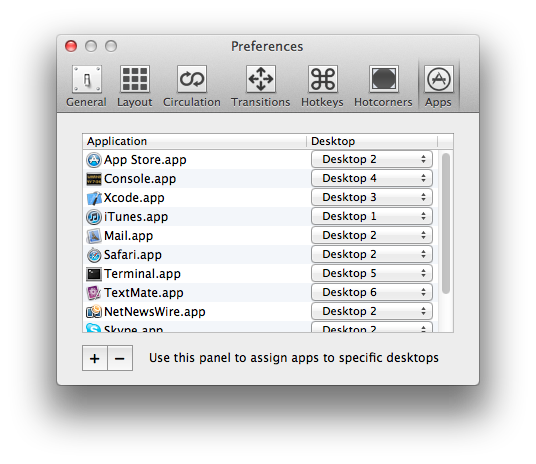 Preferences
General Layout Circulation Transitions Hotkeys Hotcorners Apps
Application Desktop
App Store.app Desktop 2
Console.app Desktop 4
Xcode.app Desktop 3
iTunes.app Desktop 1
Mail.app Desktop 2
Safari.app Desktop 2
Terminal.app Desktop 5
TextMate.app Desktop 6
NetNewsWire.app Desktop 2
Skype.app Desktop 2
+ − Use this panel to assign apps to specific desktops